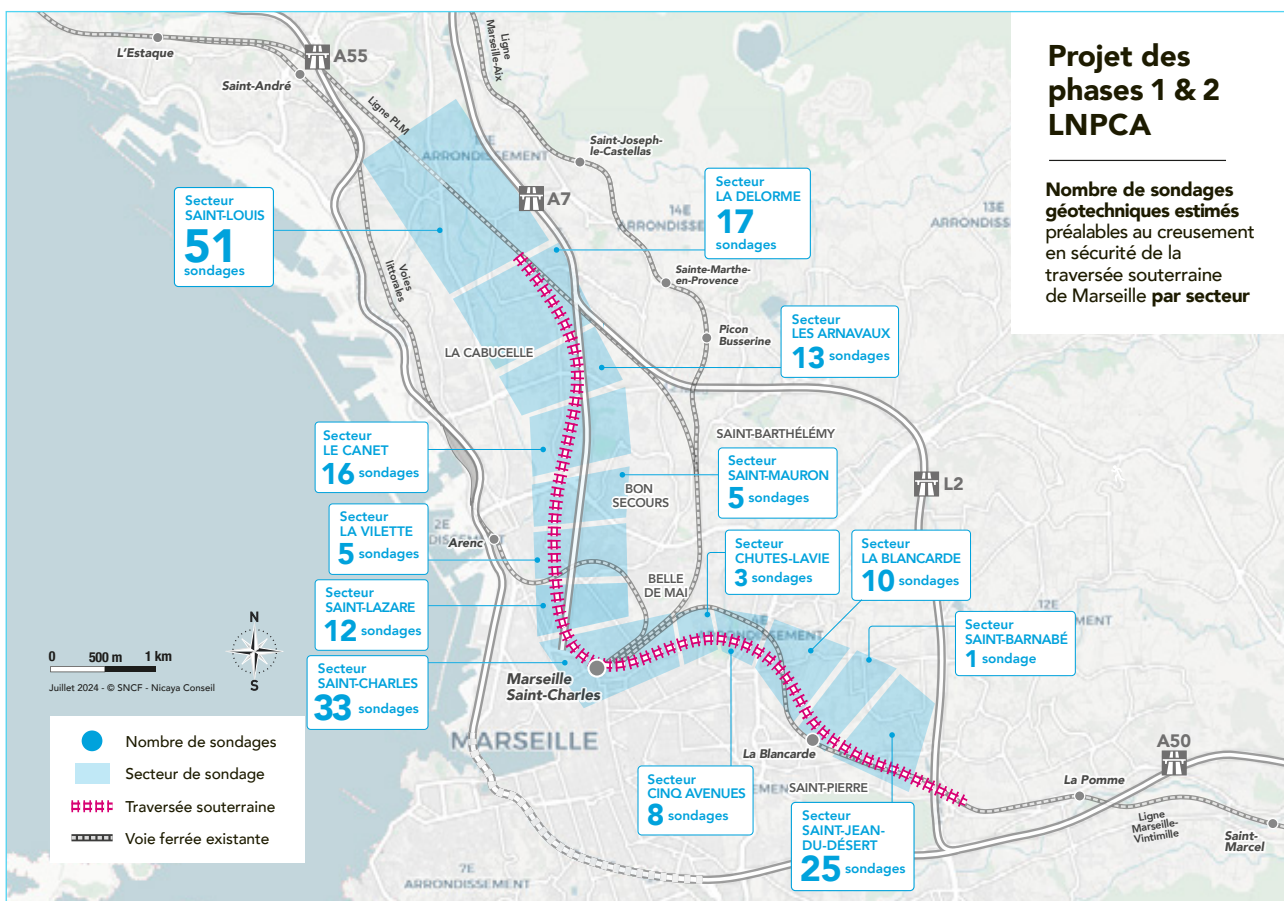 Projet des
phases 1 & 2
LNPCA
Nombre de sondages
géotechniques estimés
préalables au creusement
en sécurité de la
traversée souterraine
de Marseille par secteur
L'Estaque
A55
Saint-André
Ligne
Marseille-Aix
Ligne PLM
ARRONDISSEMENT
Saint-Joseph-
le-Castellas
A7
14E
ARRONDISSE
13E
ARRONDISSE
Secteur
SAINT-LOUIS
51
sondages
Secteur
LA DELORME
17
sondages
Voies
littorales
Sainte-Marthe-
en-Provence
Picon
Busserine
Secteur
LES ARNAVAUX
13 sondages
LA CABUCELLE
Secteur
LE CANET
16 sondages
SAINT-BARTHÉLÉMY
Secteur
SAINT-MAURON
5 sondages
BON
SECOURS
L2
Secteur
LA VILETTE
5 sondages
2E
DISSEME
Arenc
Secteur
CHUTES-LAVIE
3 sondages
Secteur
LA BLANCARDE
10 sondages
BELLE
DE MAI
Secteur
SAINT-LAZARE
12 sondages
ARRONDISSEMENT
12E
EMENT
Secteur
SAINT-BARNABÉ
1 sondage
N
S
0 500 m 1 km
Juillet 2024 - © SNCF - Nicaya Conseil
Secteur
SAINT-CHARLES
33 sondages
Marseille
Saint-Charles
MARSEILLE
Nombre de sondages
Secteur de sondage
Traversée souterraine
Voie ferrée existante
La Blancarde
A50
Secteur
CINQ AVENUES
8 sondages
EMEN
SAINT-PIERRE
La Pomme
Secteur
SAINT-JEAN-
DU-DÉSERT
25 sondages
Ligne
Marseille-
Vintimille
Saint-
Marcel
7E
ARRONDISSEMENT